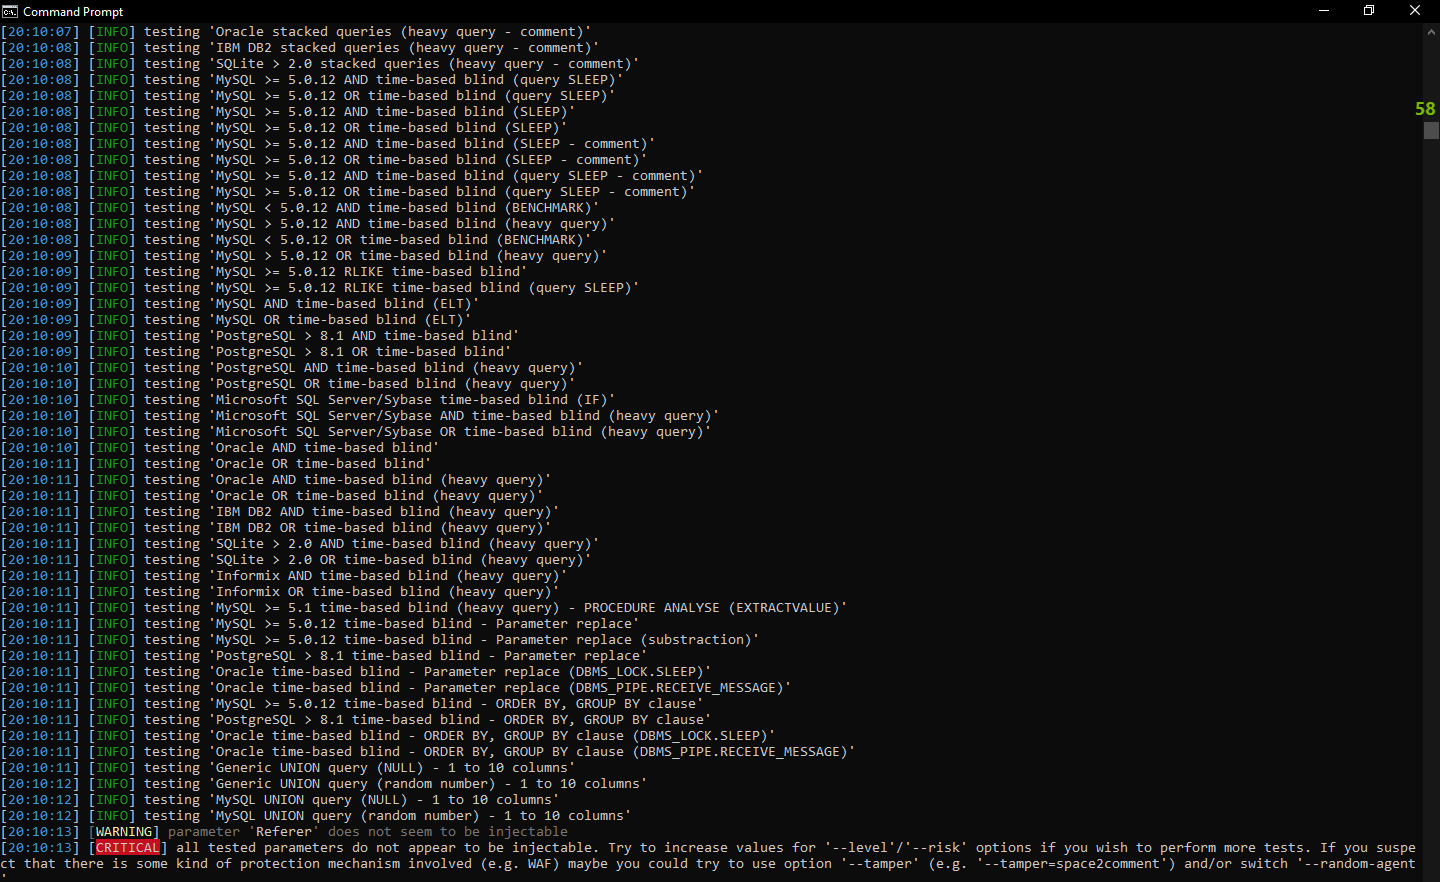 Command Prompt
[20:10:07] [INFO] testing 'Oracle stacked queries (heavy query - comment)'
[20:10:08] [INFO] testing 'IBM DB2 stacked queries (heavy query - comment)'
[20:10:08] [INFO] testing 'SQLite > 2.0 stacked queries (heavy query - comment)'
[20:10:08] [INFO] testing 'MySQL >= 5.0.12 AND time-based blind (query SLEEP)'
[20:10:08] [INFO] testing 'MySQL >= 5.0.12 OR time-based blind (query SLEEP)'
58
[20:10:08] [INFO] testing 'MySQL >= 5.0.12 AND time-based blind (SLEEP)'
[20:10:08] [INFO] testing 'MySQL >= 5.0.12 OR time-based blind (SLEEP)'
[20:10:08] [INFO] testing 'MySQL >= 5.0.12 AND time-based blind (SLEEP - comment)'
[20:10:08] [INFO] testing 'MySQL >= 5.0.12 OR time-based blind (SLEEP - comment)'
[20:10:08] [INFO] testing 'MySQL >= 5.0.12 AND time-based blind (query SLEEP - comment)'
[20:10:08] [INFO] testing 'MySQL >= 5.0.12 OR time-based blind (query SLEEP - comment)'
[20:10:08] [INFO] testing 'MySQL < 5.0.12 AND time-based blind (BENCHMARK)'
[20:10:08] [INFO] testing 'MySQL > 5.0.12 AND time-based blind (heavy query)'
[20:10:08] [INFO] testing 'MySQL < 5.0.12 OR time-based blind (BENCHMARK)'
[20:10:09] [INFO] testing 'MySQL > 5.0.12 OR time-based blind (heavy query)'
[20:10:09] [INFO] testing 'MySQL >= 5.0.12 RLIKE time-based blind'
[20:10:09] [INFO] testing 'MySQL >= 5.0.12 RLIKE time-based blind (query SLEEP)'
[20:10:09] [INFO] testing 'MySQL AND time-based blind (ELT)'
[20:10:09] [INFO] testing 'MySQL OR time-based blind (ELT)'
[20:10:09] [INFO] testing 'PostgreSQL > 8.1 AND time-based blind'
[20:10:09] [INFO] testing 'PostgreSQL > 8.1 OR time-based blind'
[20:10:10] [INFO] testing 'PostgreSQL AND time-based blind (heavy query)'
[20:10:10] [INFO] testing 'PostgreSQL OR time-based blind (heavy query)'
[20:10:10] [INFO] testing 'Microsoft SQL Server/Sybase time-based blind (IF)'
[20:10:10] [INFO] testing 'Microsoft SQL Server/Sybase AND time-based blind (heavy query)'
[20:10:10] [INFO] testing 'Microsoft SQL Server/Sybase OR time-based blind (heavy query)'
[20:10:10] [INFO] testing 'Oracle AND time-based blind'
[20:10:11] [INFO] testing 'Oracle OR time-based blind'
[20:10:11] [INFO] testing 'Oracle AND time-based blind (heavy query)'
[20:10:11] [INFO] testing 'Oracle OR time-based blind (heavy query)'
[20:10:11] [INFO] testing 'IBM DB2 AND time-based blind (heavy query)'
[20:10:11] [INFO] testing 'IBM DB2 OR time-based blind (heavy query)'
[20:10:11] [INFO] testing 'SQLite > 2.0 AND time-based blind (heavy query)'
[20:10:11] [INFO] testing 'SQLite > 2.0 OR time-based blind (heavy query)'
[20:10:11] [INFO] testing 'Informix AND time-based blind (heavy query)'
[20:10:11] [INFO] testing 'Informix OR time-based blind (heavy query)'
[20:10:11] [INFO] testing 'MySQL >= 5.1 time-based blind (heavy query) - PROCEDURE ANALYSE (EXTRACTVALUE)'
[20:10:11] [INFO] testing 'MySQL >= 5.0.12 time-based blind - Parameter replace'
[20:10:11] [INFO] testing 'MySQL >= 5.0.12 time-based blind - Parameter replace (substraction)'
[20:10:11] [INFO] testing 'PostgreSQL > 8.1 time-based blind - Parameter replace'
[20:10:11] [INFO] testing 'Oracle time-based blind - Parameter replace (DBMS_LOCK.SLEEP)'
[20:10:11] [INFO] testing 'Oracle time-based blind - Parameter replace (DBMS_PIPE.RECEIVE_MESSAGE)'
[20:10:11] [INFO] testing 'MySQL >= 5.0.12 time-based blind - ORDER BY, GROUP BY clause'
[20:10:11] [INFO] testing 'PostgreSQL > 8.1 time-based blind - ORDER BY, GROUP BY clause'
[20:10:11] [INFO] testing 'Oracle time-based blind - ORDER BY, GROUP BY clause (DBMS_LOCK.SLEEP)'
[20:10:11] [INFO] testing 'Oracle time-based blind - ORDER BY, GROUP BY clause (DBMS_PIPE.RECEIVE_MESSAGE)'
[20:10:11] [INFO] testing 'Generic UNION query (NULL) - 1 to 10 columns'
[20:10:12] [INFO] testing 'Generic UNION query (random number) - 1 to 10 columns'
[20:10:12] [INFO] testing 'MySQL UNION query (NULL) - 1 to 10 columns'
[20:10:12] [INFO] testing 'MySQL UNION query (random number) - 1 to 10 columns'
[20:10:13] [WARNING] parameter 'Referer' does not seem to be injectable
[20:10:13] [CRITICAL] all tested parameters do not appear to be injectable. Try to increase values for '--level'/'--risk' options if you wish to perform more tests. If you suspe
ct that there is some kind of protection mechanism involved (e.g. WAF) maybe you could try to use option '--tamper' (e.g. '--tamper=space2comment') and/or switch '--random-agent
'